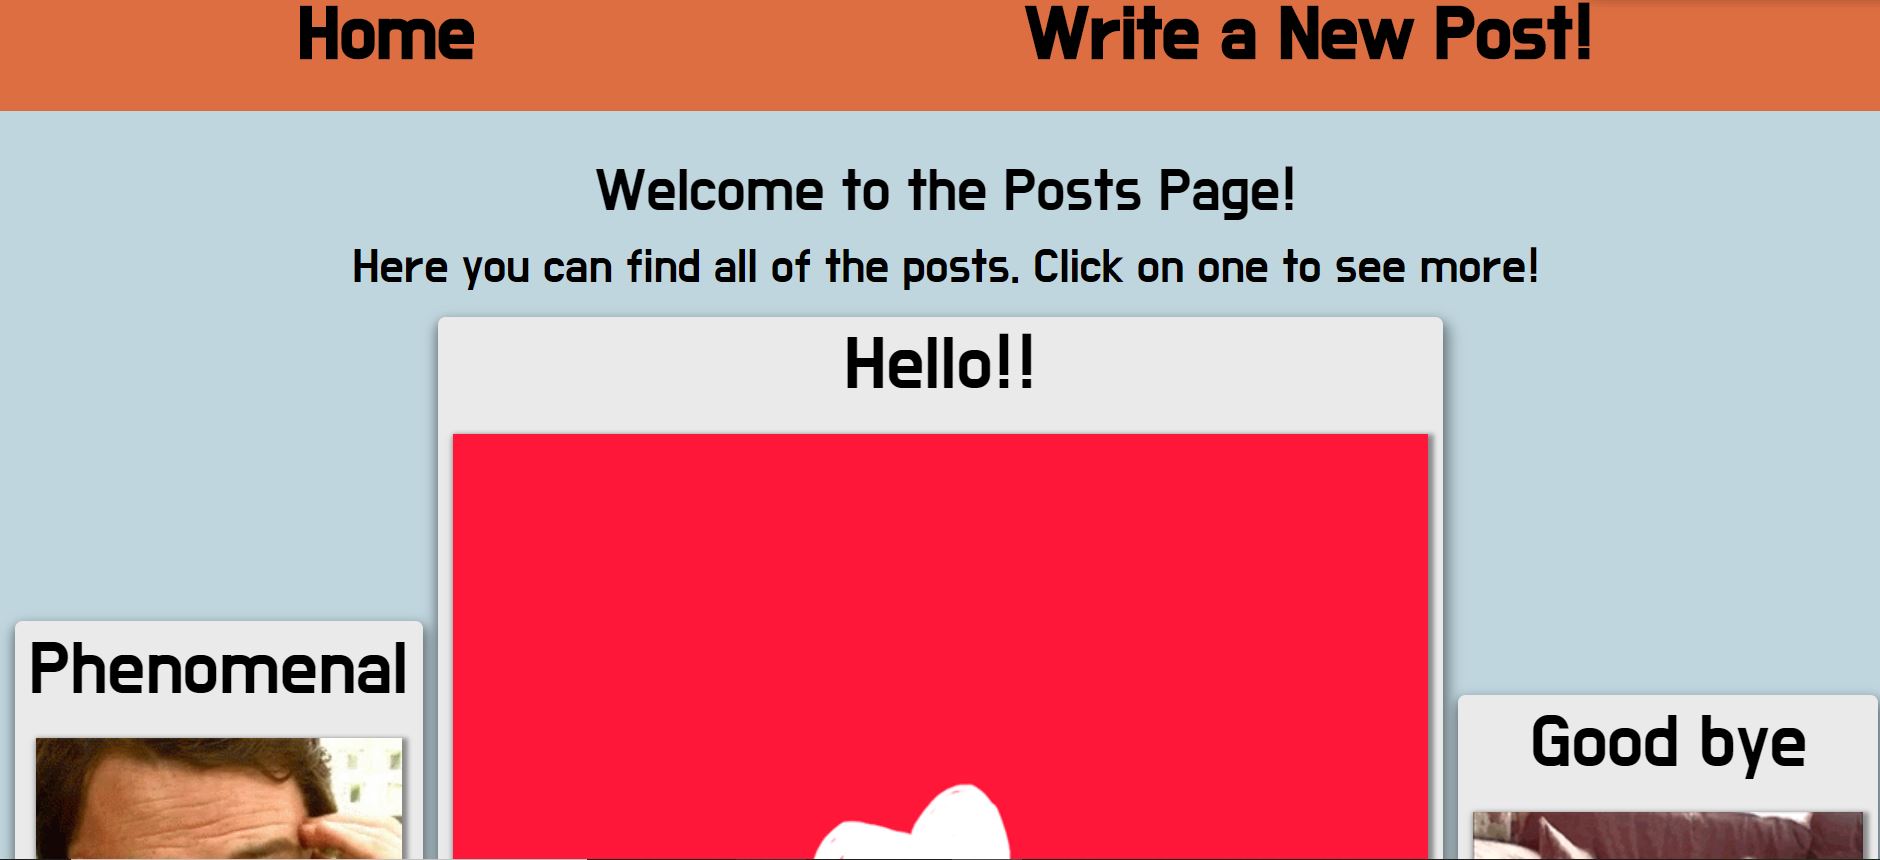 Home
Write a New Post!
Welcome to the Posts Page!
Here you can find all of the posts. Click on one to see more!
Hello!!
Phenomenal
Good bye